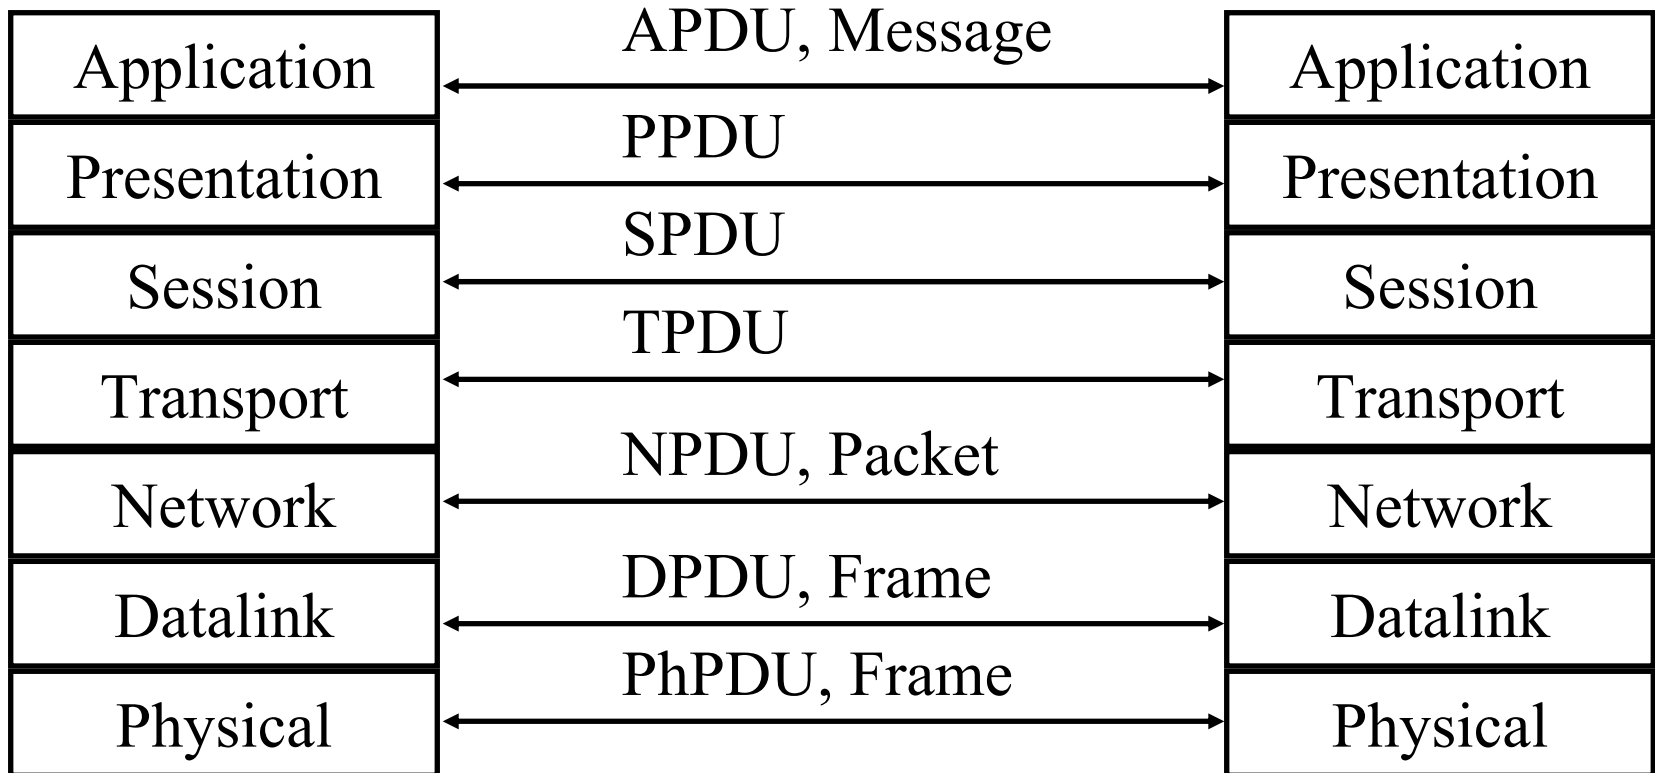 APDU, Message
Application Application
PPDU
Presentation Presentation
SPDU
Session Session
TPDU
Transport Transport
NPDU, Packet
Network Network
DPDU, Frame
Datalink Datalink
PhPDU, Frame
Physical Physical